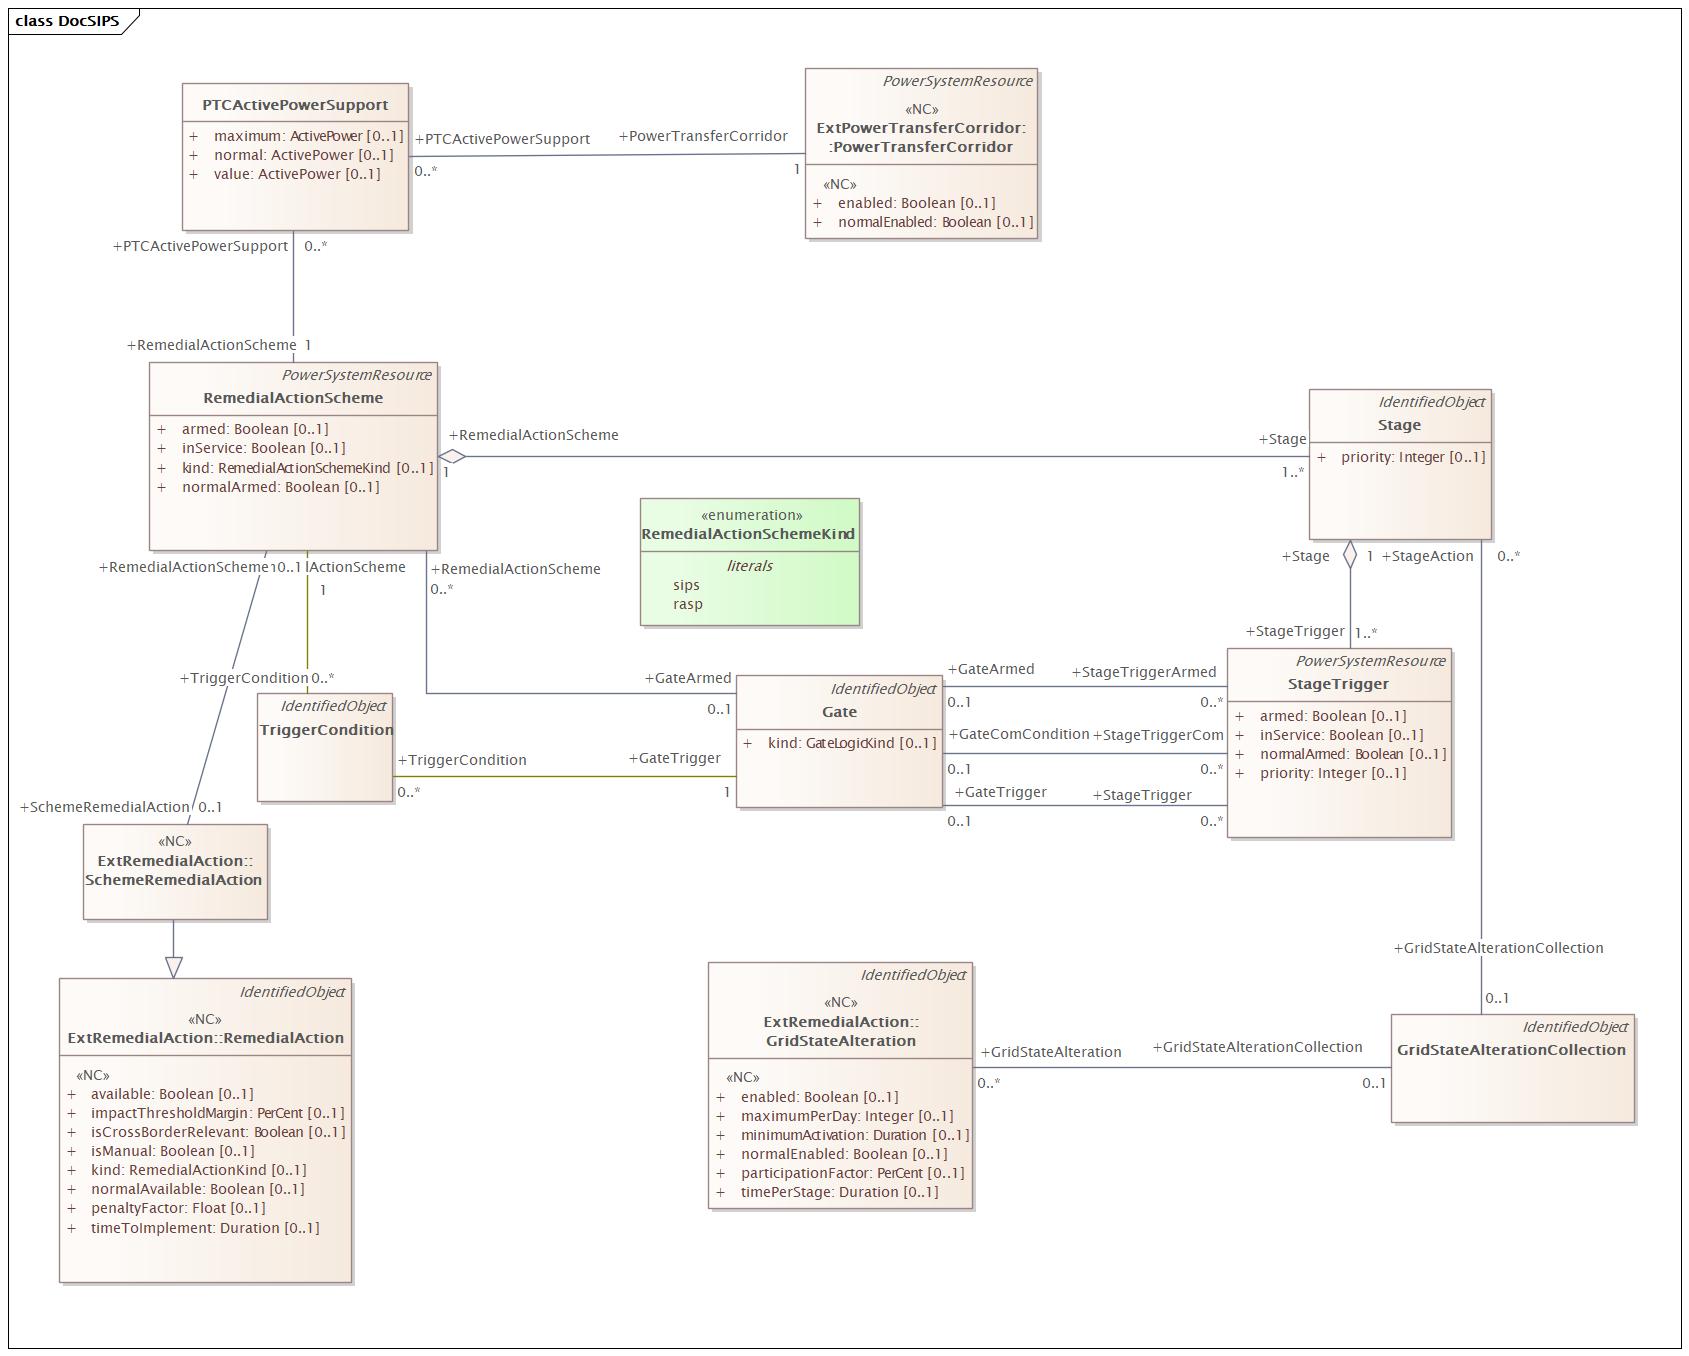 class DocSIPS
PTCActivePowerSupport
+ maximum: ActivePower [0..1]
+ normal: ActivePower [0..1]
+ value: ActivePower [0..1]
+PTCActivePowerSupport
0..*
+PowerTransferCorridor
1
PowerSystemResource
«NC»
ExtPowerTransferCorridor:
:PowerTransferCorridor
«NC»
+ enabled: Boolean [0..1]
+ normalEnabled: Boolean [0..1]
+PTCActivePowerSupport 0..*
+RemedialActionScheme 1
PowerSystemResource
RemedialActionScheme
+ armed: Boolean [0..1]
+ inService: Boolean [0..1]
+ kind: RemedialActionSchemeKind [0..1]
+ normalArmed: Boolean [0..1]
+RemedialActionScheme
1
+Stage
1..*
IdentifiedObject
Stage
+ priority: Integer [0..1]
«enumeration»
RemedialActionSchemeKind
literals
sips
rasp
+RemedialActionScheme 0..1
lActionScheme
1
+RemedialActionScheme
0..*
+Stage 1
+StageAction 0..*
+StageTrigger 1..*
+TriggerCondition 0..*
IdentifiedObject
TriggerCondition
+GateArmed
0..1
IdentifiedObject
Gate
+ kind: GateLogicKind [0..1]
+GateArmed
0..1
+StageTriggerArmed
0..*
+GateComCondition
0..1
+StageTriggerCom
0..*
+GateTrigger
0..1
+StageTrigger
0..*
PowerSystemResource
StageTrigger
+ armed: Boolean [0..1]
+ inService: Boolean [0..1]
+ normalArmed: Boolean [0..1]
+ priority: Integer [0..1]
+TriggerCondition
0..*
+GateTrigger
1
+SchemeRemedialAction 0..1
«NC»
ExtRemedialAction::
SchemeRemedialAction
IdentifiedObject
«NC»
ExtRemedialAction::RemedialAction
«NC»
+ available: Boolean [0..1]
+ impactThresholdMargin: PerCent [0..1]
+ isCrossBorderRelevant: Boolean [0..1]
+ isManual: Boolean [0..1]
+ kind: RemedialActionKind [0..1]
+ normalAvailable: Boolean [0..1]
+ penaltyFactor: Float [0..1]
+ timeToImplement: Duration [0..1]
IdentifiedObject
«NC»
ExtRemedialAction::
GridStateAlteration
«NC»
+ enabled: Boolean [0..1]
+ maximumPerDay: Integer [0..1]
+ minimumActivation: Duration [0..1]
+ normalEnabled: Boolean [0..1]
+ participationFactor: PerCent [0..1]
+ timePerStage: Duration [0..1]
+GridStateAlteration
0..*
+GridStateAlterationCollection
0..1
+GridStateAlterationCollection
0..1
IdentifiedObject
GridStateAlterationCollection